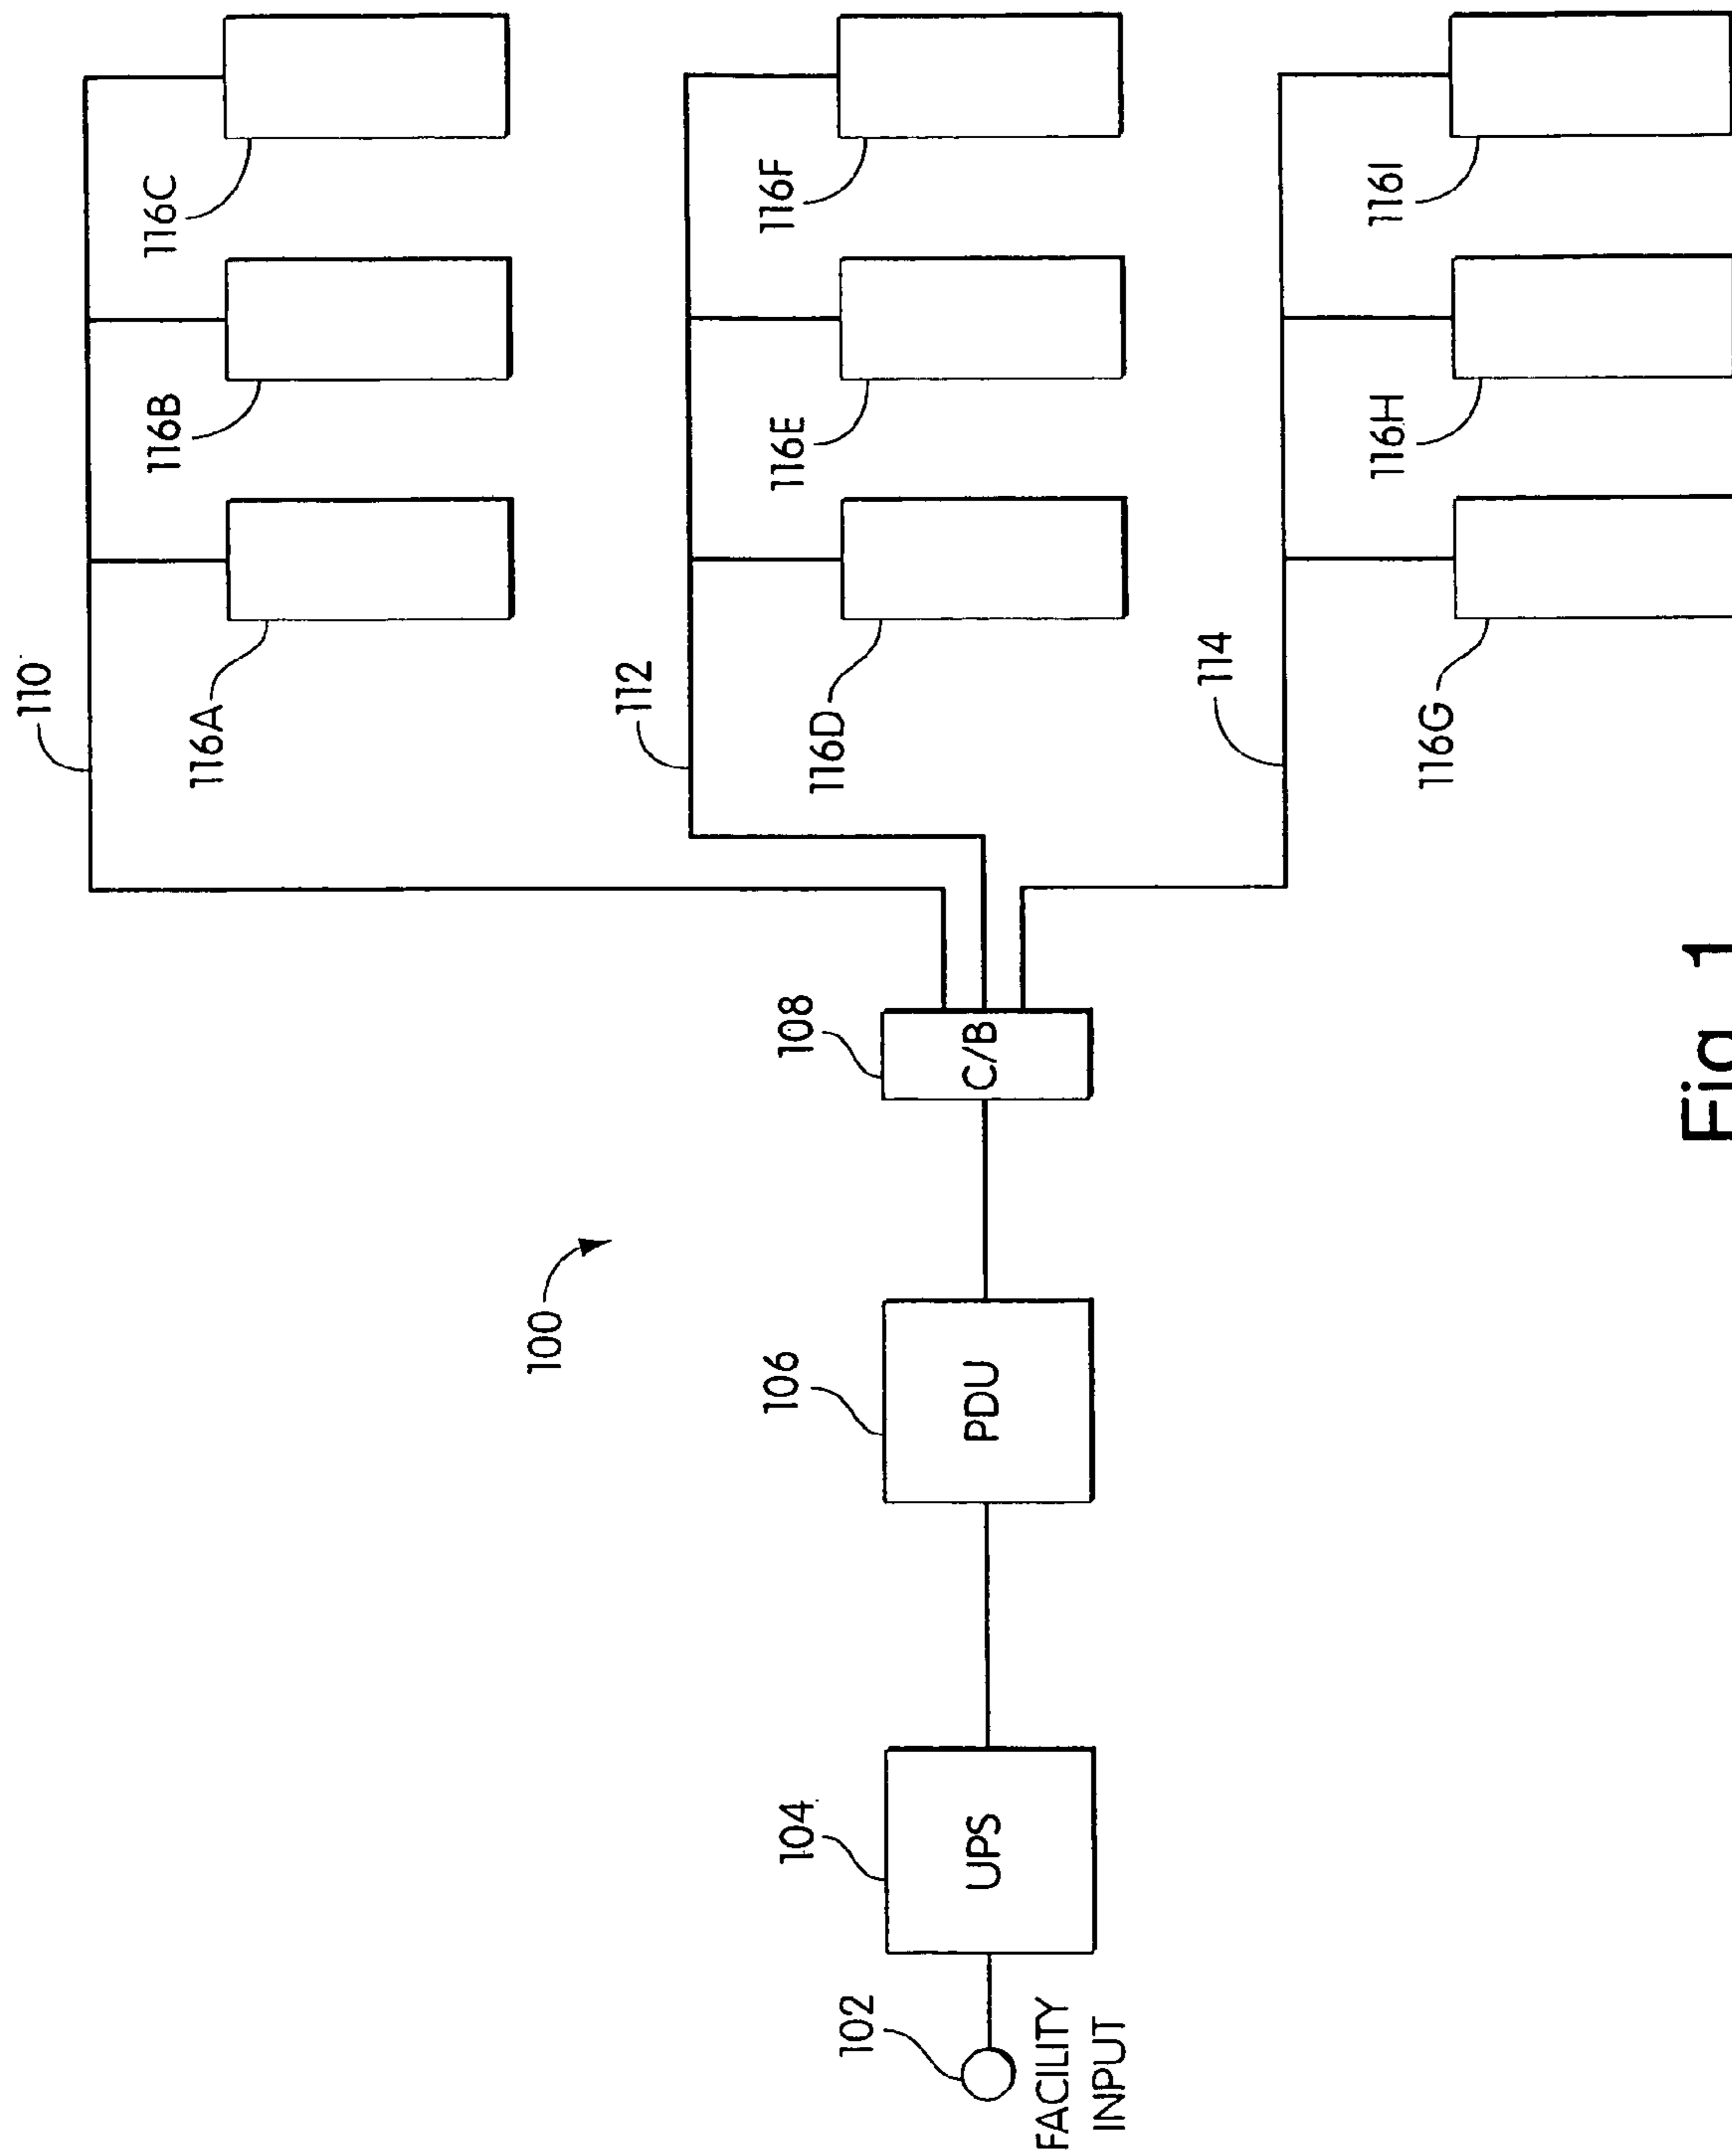 110
116A
116B
116C
112
116D
116E
116F
114
116G
116H
116I
100
102
FACILITY
INPUT
104
UPS
106
PDU
108
C/B
Fig. 1